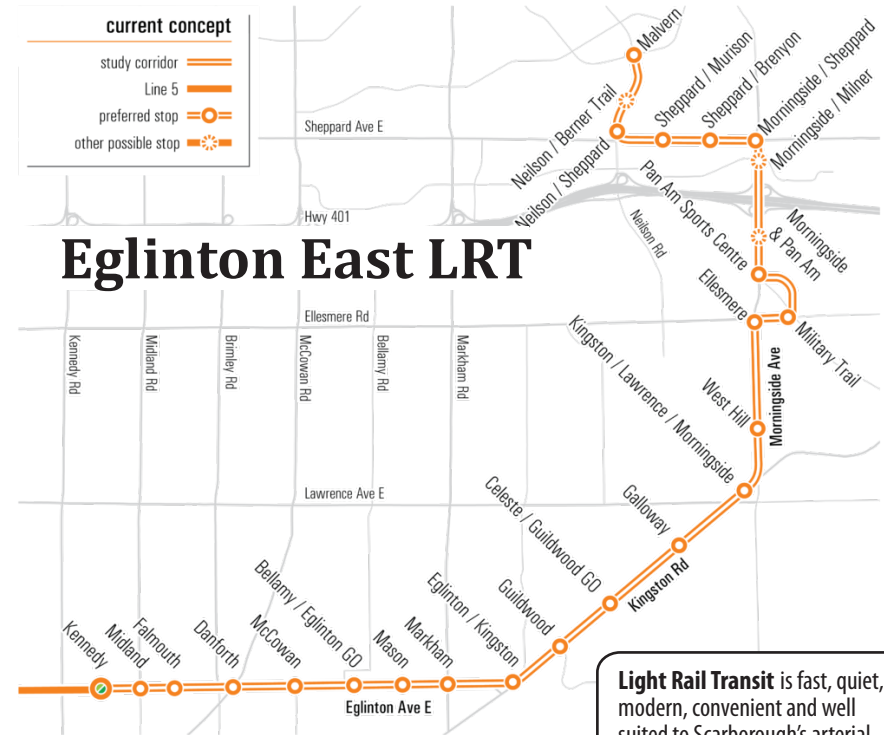 current concept
study corridor
Line 5
preferred stop
other possible stop
Malvern
Neilson / Berner Trail
Neilson / Sheppard
Sheppard / Murison
Sheppard / Brenyon
Morningside / Sheppard
Morningside / Milner
Sheppard Ave E
Hwy 401
Pan Am Sports Centre
Morningside
& Pan Am
Neilson Rd
Eglinton East LRT
Ellesmere
Military Trail
Ellesmere Rd
Kennedy Rd
Midland Rd
Brimley Rd
McCowan Rd
Bellamy Rd
Markham Rd
Kingston / Lawrence / Morningside
West Hill
Morningside Ave
Lawrence Ave E
Galloway
Celeste / Guildwood GO
Guildwood
Kingston Rd
Kennedy
Midland
Falmouth
Danforth
McCowan
Bellamy / Eglinton GO
Mason
Markham
Eglinton / Kingston
Eglinton Ave E
Light Rail Transit is fast, quiet,
modern, convenient and well
suited to Scarborough's arterial